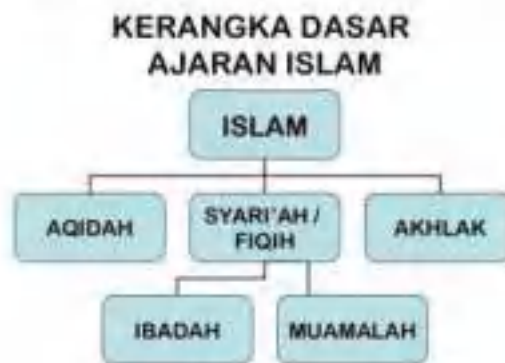 KERANGKA DASAR
AJARAN ISLAM
ISLAM
AQIDAH
SYARI'AH /
FIQIH
AKHLAK
IBADAH
MUAMALAH